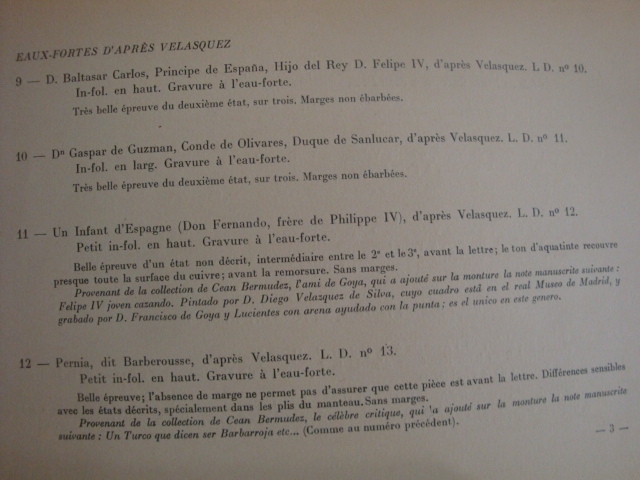 EAUX-FORTES D'APRÈS VELASQUEZ
9 — D. Baltasar Carlos, Principe de España, Hijo del Rey D. Felipe IV, d'après Velasquez. L. D. nº 10.
In-fol. en haut. Gravure à l'eau-forte.
Très belle épreuve du deuxième état, sur trois. Marges non ébarbées.
10 — Dⁿ Gaspar de Guzman, Conde de Olivares, Duque de Sanlucar, d'après Velasquez. L. D. nº 11.
In-fol. en larg. Gravure à l'eau-forte.
Très belle épreuve du deuxième état, sur trois. Marges non ébarbées.
11 — Un Infant d'Espagne (Don Fernando, frère de Philippe IV), d'après Velasquez. L. D. nº 12.
Petit in-fol. en haut. Gravure à l'eau-forte.
Belle épreuve d'un état non décrit, intermédiaire entre le 2ᵉ et le 3ᵉ, avant la lettre; le ton d'aquatinte recouvre
presque toute la surface du cuivre; avant la remorsure. Sans marges.
Provenant de la collection de Cean Bermudez, l'ami de Goya, qui a ajouté sur la monture la note manuscrite suivante :
Felipe IV joven cazando. Pintado por D. Diego Velazquez de Silva, cuyo cuadro està en el real Museo de Madrid, y
grabado por D. Francisco de Goya y Lucientes con arena ayudado con la punta : es el unico en este genero.
12 — Pernia, dit Barberousse, d'après Velasquez. L. D. nº 13.
Petit in-fol. en haut. Gravure à l'eau-forte.
Belle épreuve; l'absence de marge ne permet pas d'assurer que cette pièce est avant la lettre. Différences sensibles
avec les états décrits, spécialement dans les plis du manteau. Sans marges.
Provenant de la collection de Cean Bermudez, le célèbre critique, qui 'a ajouté sur la monture la note manuscrite
suivante : Un Turco que dicen ser Barbarroja etc... (Comme au numéro précédent).
— 3 —